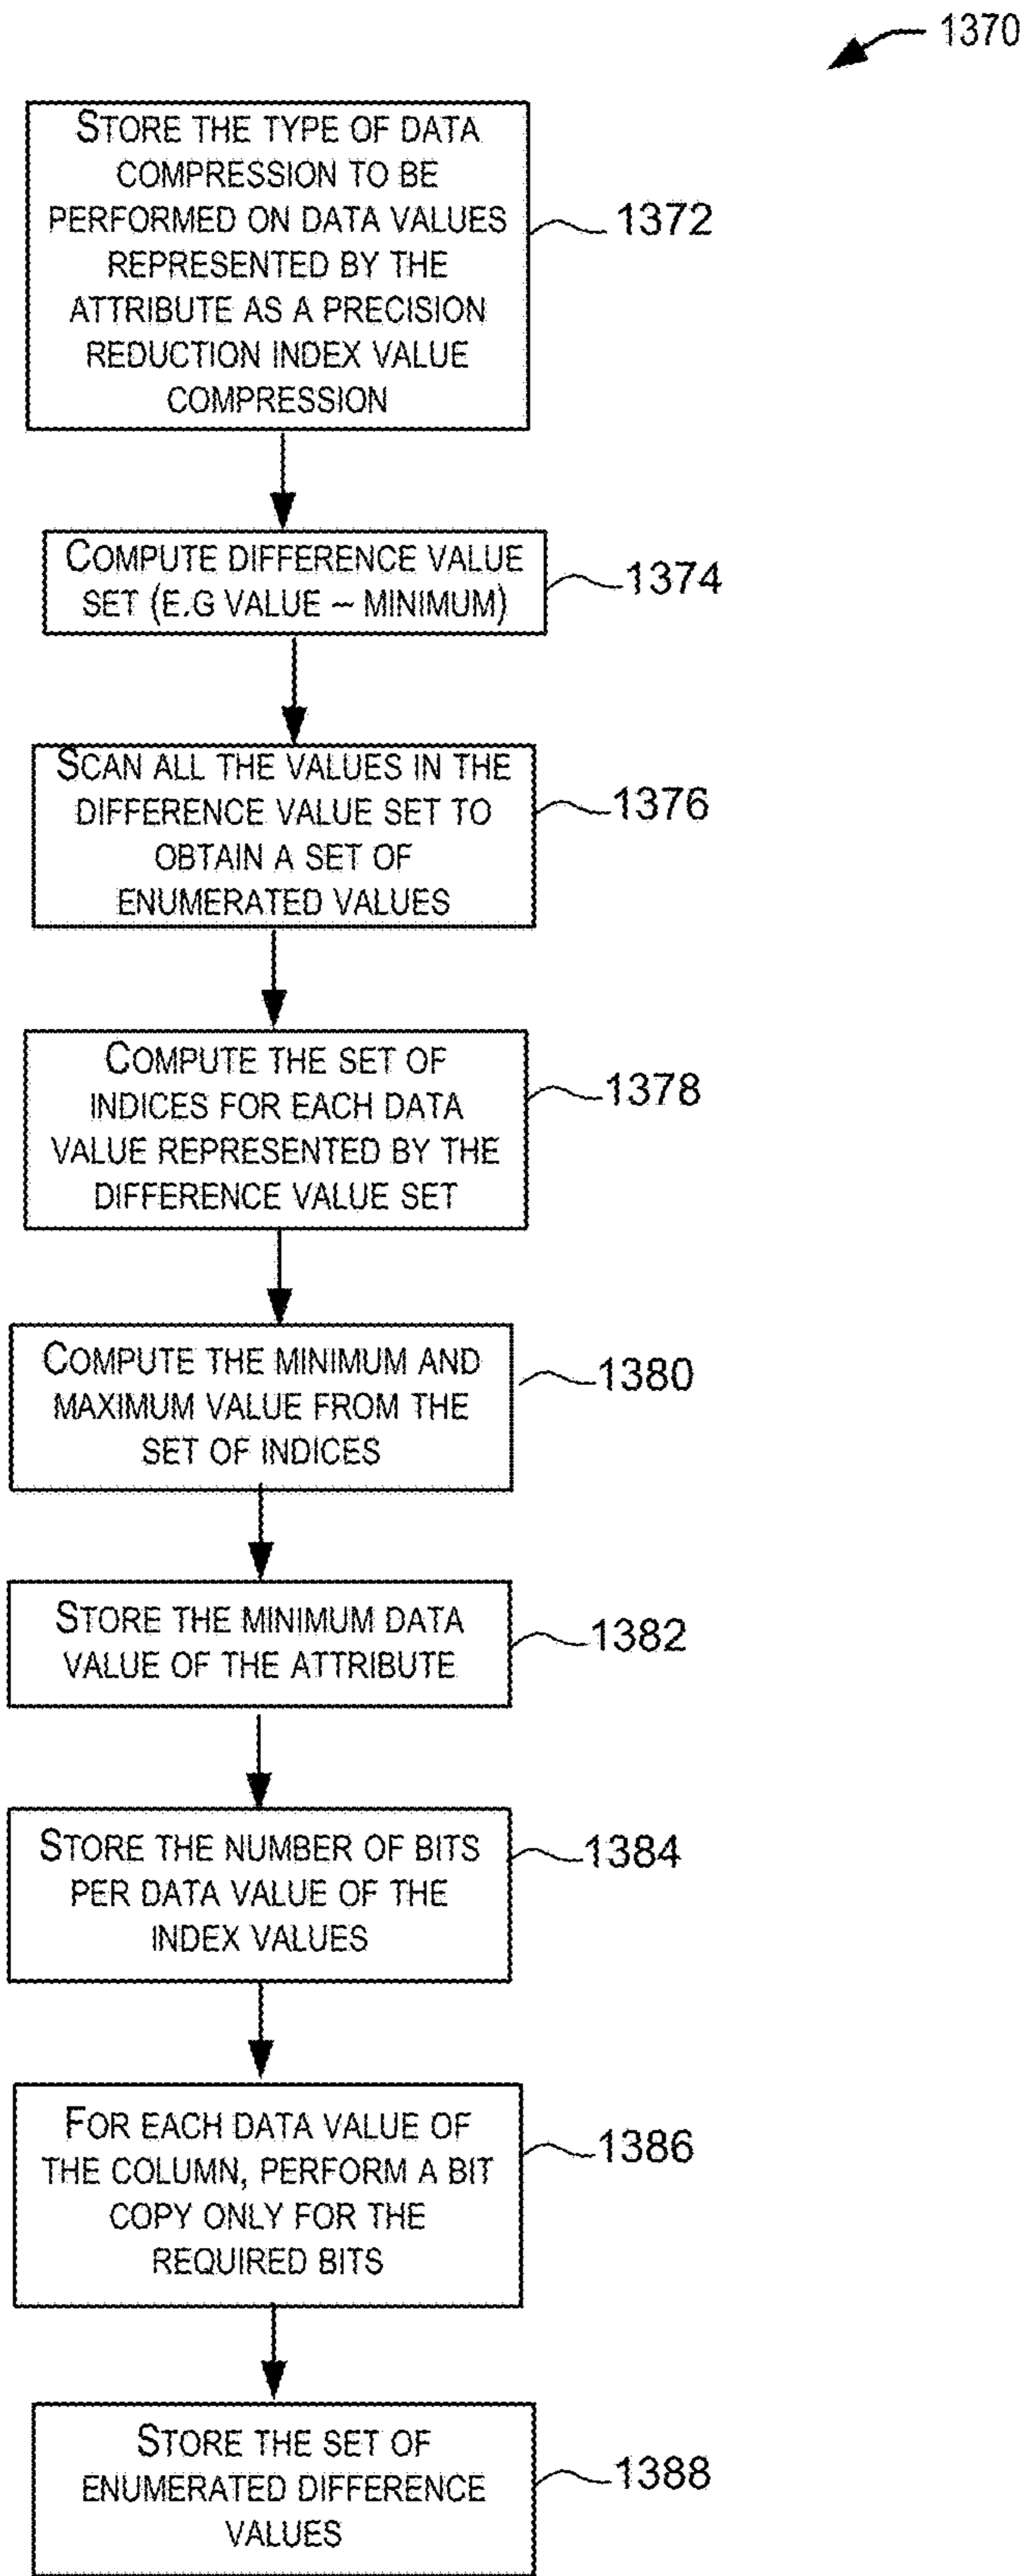 1370
STORE THE TYPE OF DATA
COMPRESSION TO BE
PERFORMED ON DATA VALUES
REPRESENTED BY THE
ATTRIBUTE AS A PRECISION
REDUCTION INDEX VALUE
COMPRESSION
1372
COMPUTE DIFFERENCE VALUE
SET (E.G VALUE – MINIMUM)
1374
SCAN ALL THE VALUES IN THE
DIFFERENCE VALUE SET TO
OBTAIN A SET OF
ENUMERATED VALUES
1376
COMPUTE THE SET OF
INDICES FOR EACH DATA
VALUE REPRESENTED BY THE
DIFFERENCE VALUE SET
1378
COMPUTE THE MINIMUM AND
MAXIMUM VALUE FROM THE
SET OF INDICES
1380
STORE THE MINIMUM DATA
VALUE OF THE ATTRIBUTE
1382
STORE THE NUMBER OF BITS
PER DATA VALUE OF THE
INDEX VALUES
1384
FOR EACH DATA VALUE OF
THE COLUMN, PERFORM A BIT
COPY ONLY FOR THE
REQUIRED BITS
1386
STORE THE SET OF
ENUMERATED DIFFERENCE
VALUES
1388